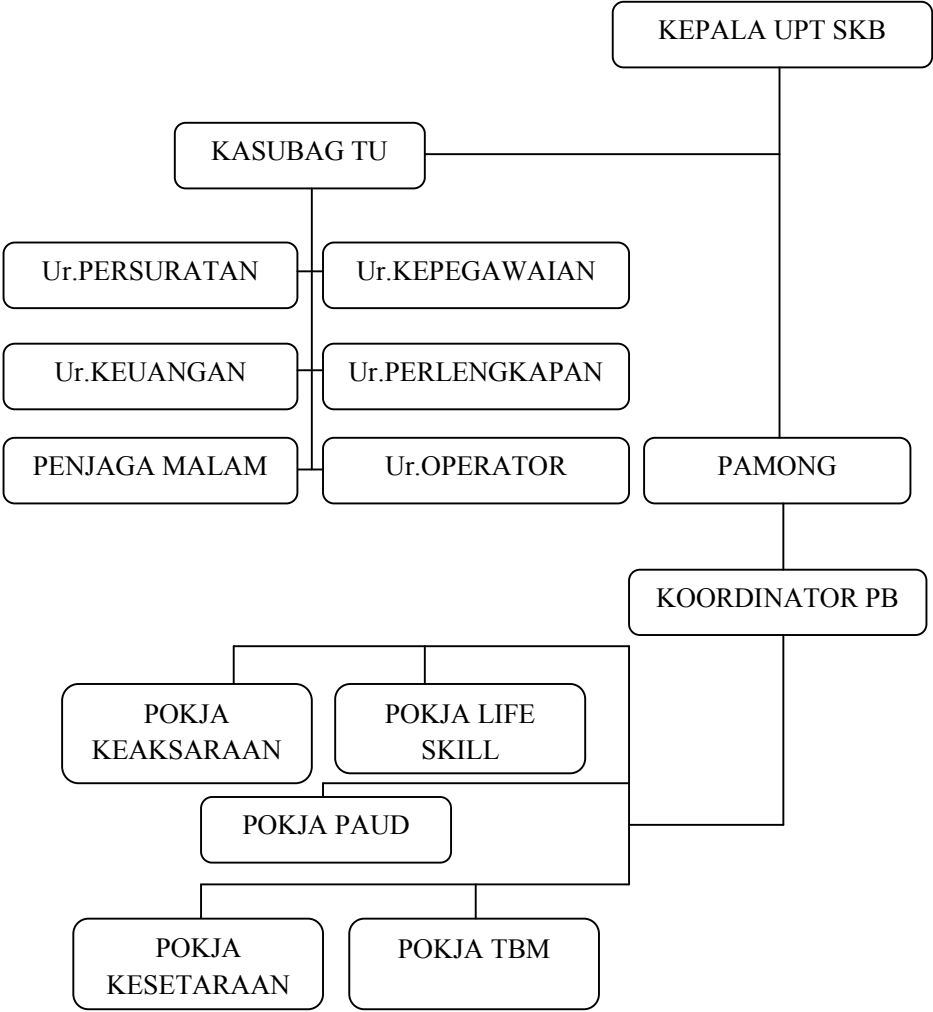 KEPALA UPT SKB
KASUBAG TU
Ur.PERSURATAN
Ur.KEPEGAWAIAN
Ur.KEUANGAN
Ur.PERLENGKAPAN
PENJAGA MALAM
Ur.OPERATOR
PAMONG
KOORDINATOR PB
POKJA
KEAKSARAAN
POKJA LIFE
SKILL
POKJA PAUD
POKJA
KESETARAAN
POKJA TBM